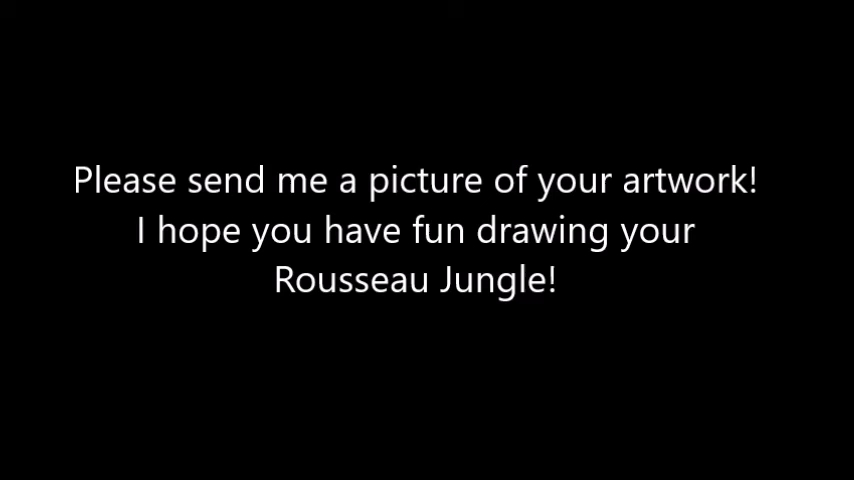 Please send me a picture of your artwork!
I hope you have fun drawing your
Rousseau Jungle!